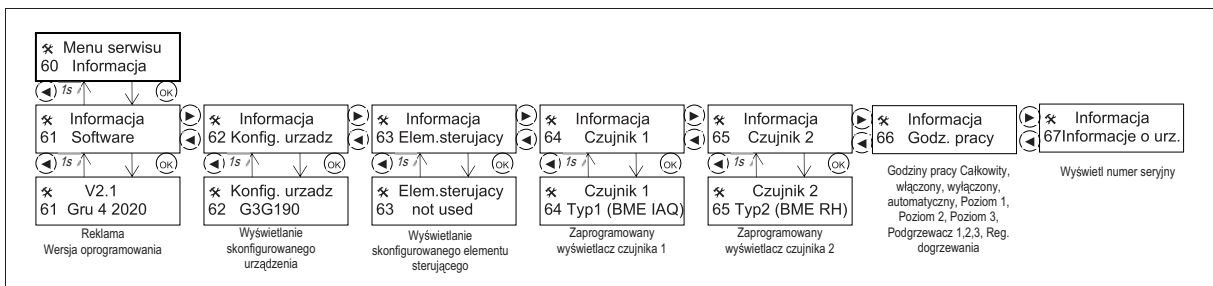 Menu serwisu
60 Informacja
1s
OK
Informacja
61 Software
Informacja
62 Konfig. urzadz
Informacja
63 Elem.sterujacy
Informacja
64 Czujnik 1
Informacja
65 Czujnik 2
Informacja
66 Godz. pracy
Informacja
67Informacje o urz.
1s
OK
1s
OK
1s
OK
1s
OK
1s
OK
V2.1
61 Gru 4 2020
Konfig. urzadz
62 G3G190
Elem.sterujacy
63 not used
Czujnik 1
64 Typ1 (BME IAQ)
Czujnik 2
65 Typ2 (BME RH)
Reklama
Wersja oprogramowania
Wyświetlanie
skonfigurowanego
urządzenia
Wyświetlanie
skonfigurowanego elementu
sterującego
Zaprogramowany
wyświetlacz czujnika 1
Zaprogramowany
wyświetlacz czujnika 2
Godziny pracy Całkowity,
włączony, wyłączony,
automatyczny, Poziom 1,
Poziom 2, Poziom 3,
Podgrzewacz 1,2,3, Reg.
dogrzewania
Wyświetl numer seryjny